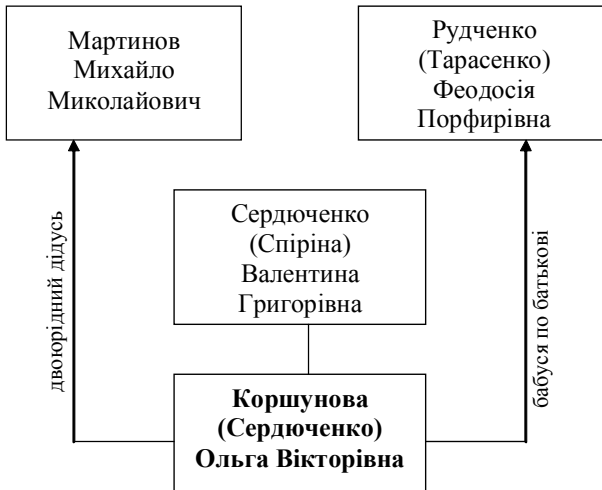 Мартинов
Михайло
Миколайович
Рудченко
(Тарасенко)
Феодосія
Порфирівна
двоюрідний дідусь
Сердюченко
(Спіріна)
Валентина
Григорівна
бабуся по батькові
Коршунова
(Сердюченко)
Ольга Вікторівна